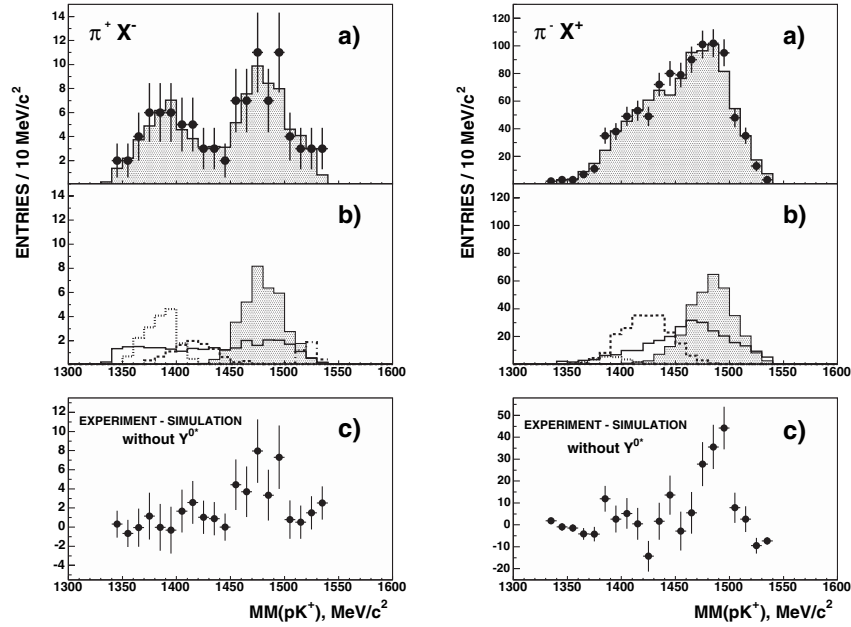 π⁺ X⁻
a)
14
12
10
8
6
4
2
ENTRIES / 10 MeV/c²
b)
14
12
10
8
6
4
2
1300 1350 1400 1450 1500 1550 1600
EXPERIMENT - SIMULATION
without Y⁰*
c)
12
10
8
6
4
2
0
-2
-4
1300 1350 1400 1450 1500 1550 1600
MM(pK⁺), MeV/c²
π⁻ X⁺
a)
120
100
80
60
40
20
ENTRIES / 10 MeV/c²
b)
120
100
80
60
40
20
1300 1350 1400 1450 1500 1550 1600
EXPERIMENT - SIMULATION
without Y⁰*
c)
50
40
30
20
10
0
-10
-20
1300 1350 1400 1450 1500 1550 1600
MM(pK⁺), MeV/c²